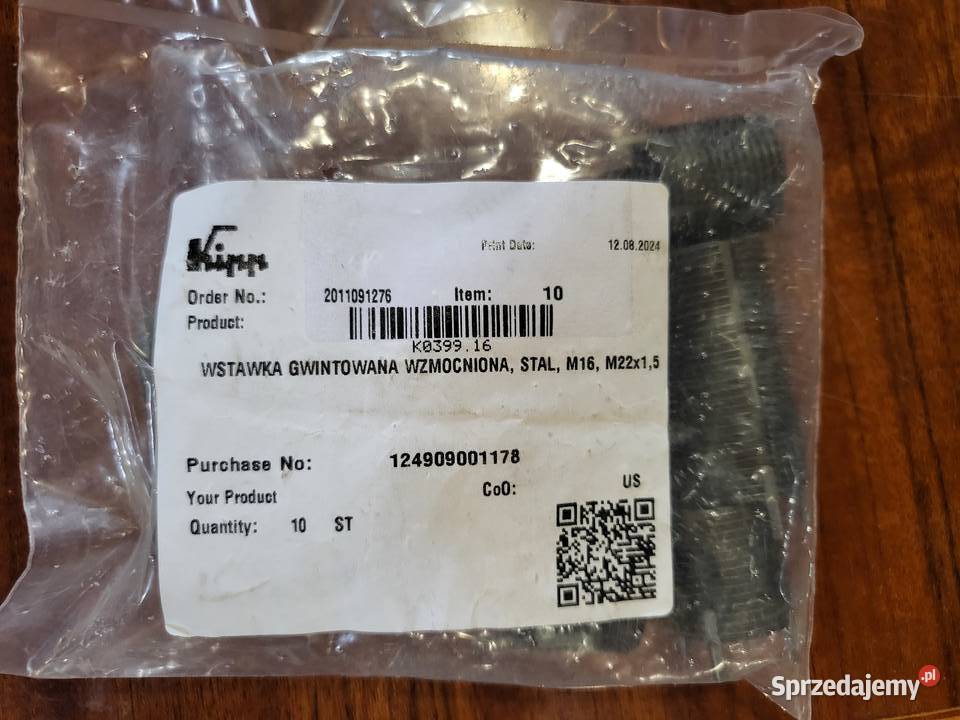 Kipp
Print Date: 12.08.2024
Order No.: 2011091276 Item: 10
Product:
K0399.16
WSTAWKA GWINTOWANA WZMOCNIONA, STAL, M16, M22x1,5
Purchase No: 124909001178
Your Product CoO: US
Quantity: 10 ST
Sprzedajemy.pl